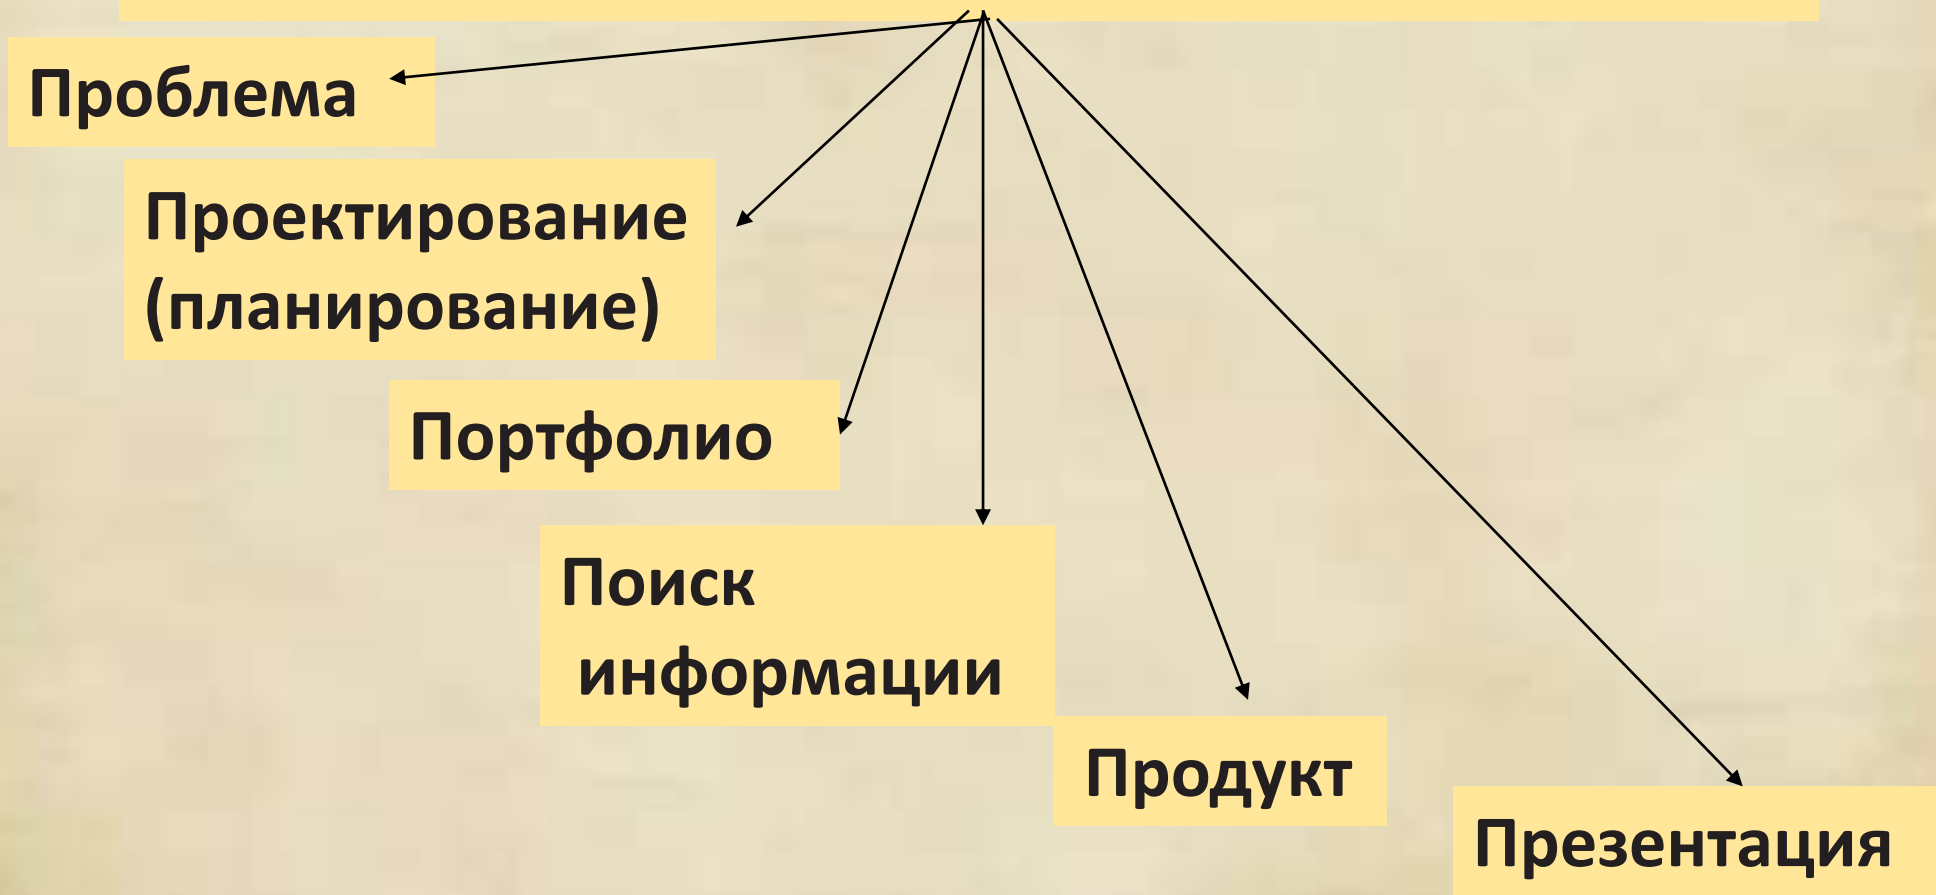 Проблема
Проектирование
(планирование)
Портфолио
Поиск
информации
Продукт
Презентация